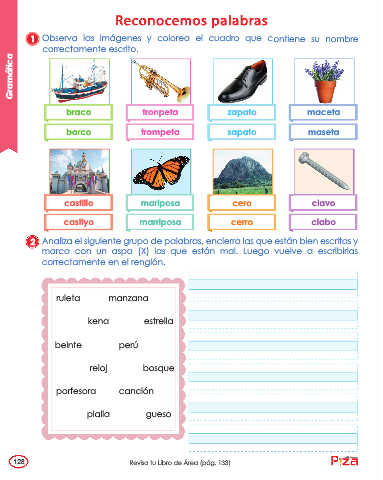 Reconocemos palabras
1 Observa las imágenes y colorea el cuadro que contiene su nombre
correctamente escrito.
Gramática
braco tronpeta zapato maceta
barco trompeta sapato maseta
castillo mariposa cero clavo
castiyo marriposa cerro clabo
2 Analiza el siguiente grupo de palabras, encierra las que están bien escritas y
marca con un aspa (X) las que están mal. Luego vuelve a escribirlas
correctamente en el renglón.
ruleta manzana
kena estrella
beinte perú
reloj bosque
porfesora canción
pialla gueso
128
Revisa tu Libro de Área (pág. 133)